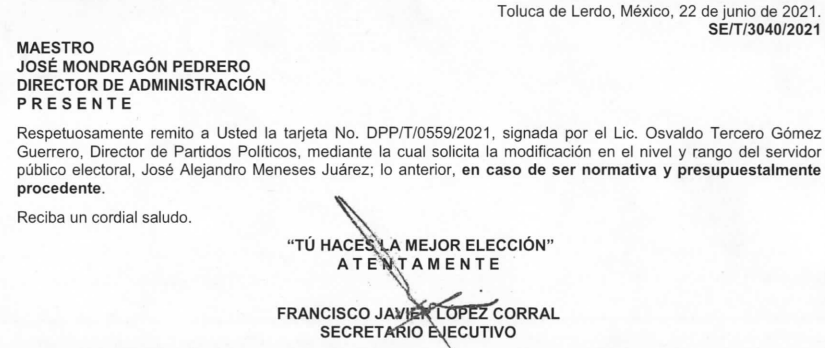 Toluca de Lerdo, México, 22 de junio de 2021.
SE/T/3040/2021
MAESTRO
JOSÉ MONDRAGÓN PEDRERO
DIRECTOR DE ADMINISTRACIÓN
P R E S E N T E
Respetuosamente remito a Usted la tarjeta No. DPP/T/0559/2021, signada por el Lic. Osvaldo Tercero Gómez
Guerrero, Director de Partidos Políticos, mediante la cual solicita la modificación en el nivel y rango del servidor
público electoral, José Alejandro Meneses Juárez; lo anterior, en caso de ser normativa y presupuestalmente
procedente.
Reciba un cordial saludo.
“TÚ HACES LA MEJOR ELECCIÓN”
A T E N T A M E N T E
FRANCISCO JAVIER LÓPEZ CORRAL
SECRETARIO EJECUTIVO